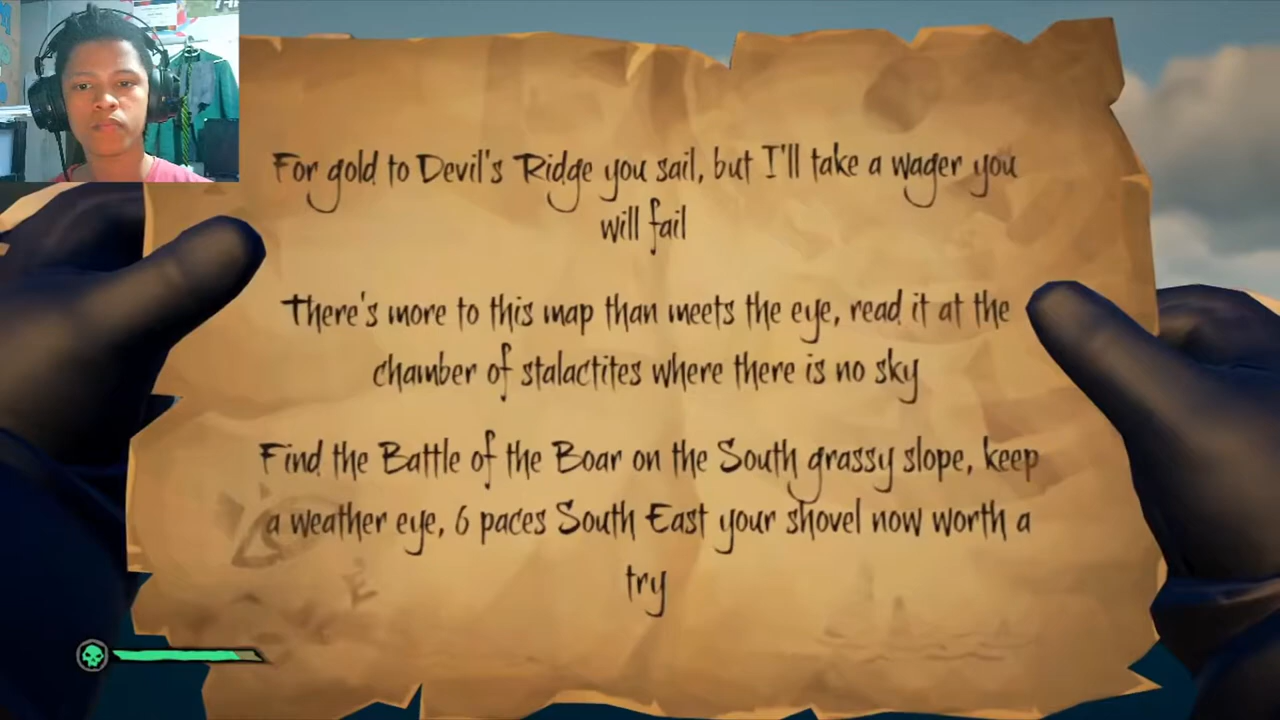 For gold to Devil's Ridge you sail, but I'll take a wager you
will fail
There's more to this map than meets the eye, read it at the
chamber of stalactites where there is no sky
Find the Battle of the Boar on the South grassy slope, keep
a weather eye, 6 paces South East your shovel now worth a
try
E